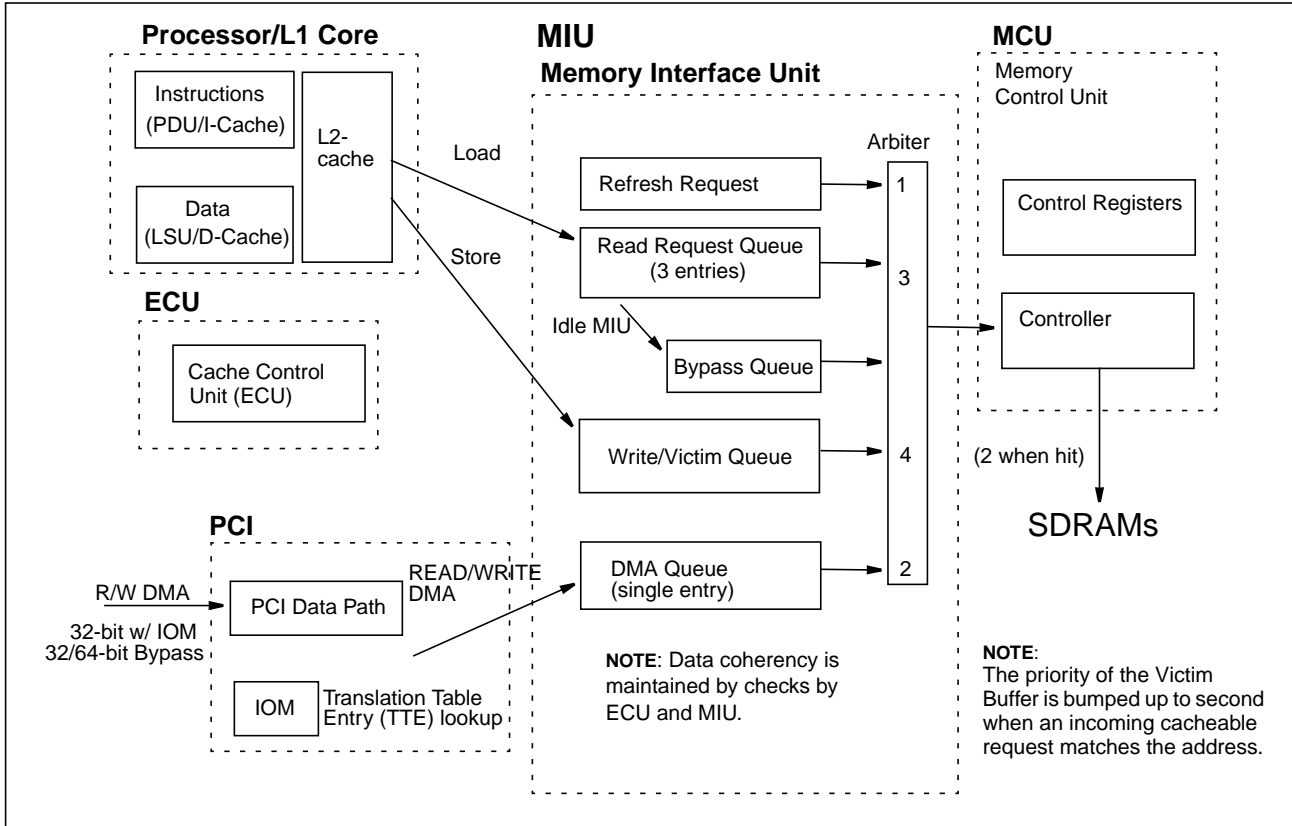 Processor/L1 Core
Instructions
(PDU/I-Cache)
L2-
cache
Data
(LSU/D-Cache)
ECU
Cache Control
Unit (ECU)
PCI
R/W DMA
32-bit w/ IOM
32/64-bit Bypass
PCI Data Path
READ/WRITE
DMA
IOM
Translation Table
Entry (TTE) lookup
Load
Store
MIU
Memory Interface Unit
Refresh Request
Read Request Queue
(3 entries)
Idle MIU
Bypass Queue
Write/Victim Queue
DMA Queue
(single entry)
NOTE: Data coherency is
maintained by checks by
ECU and MIU.
Arbiter
1
3
4
2
MCU
Memory
Control Unit
Control Registers
Controller
(2 when hit)
SDRAMs
NOTE:
The priority of the Victim
Buffer is bumped up to second
when an incoming cacheable
request matches the address.